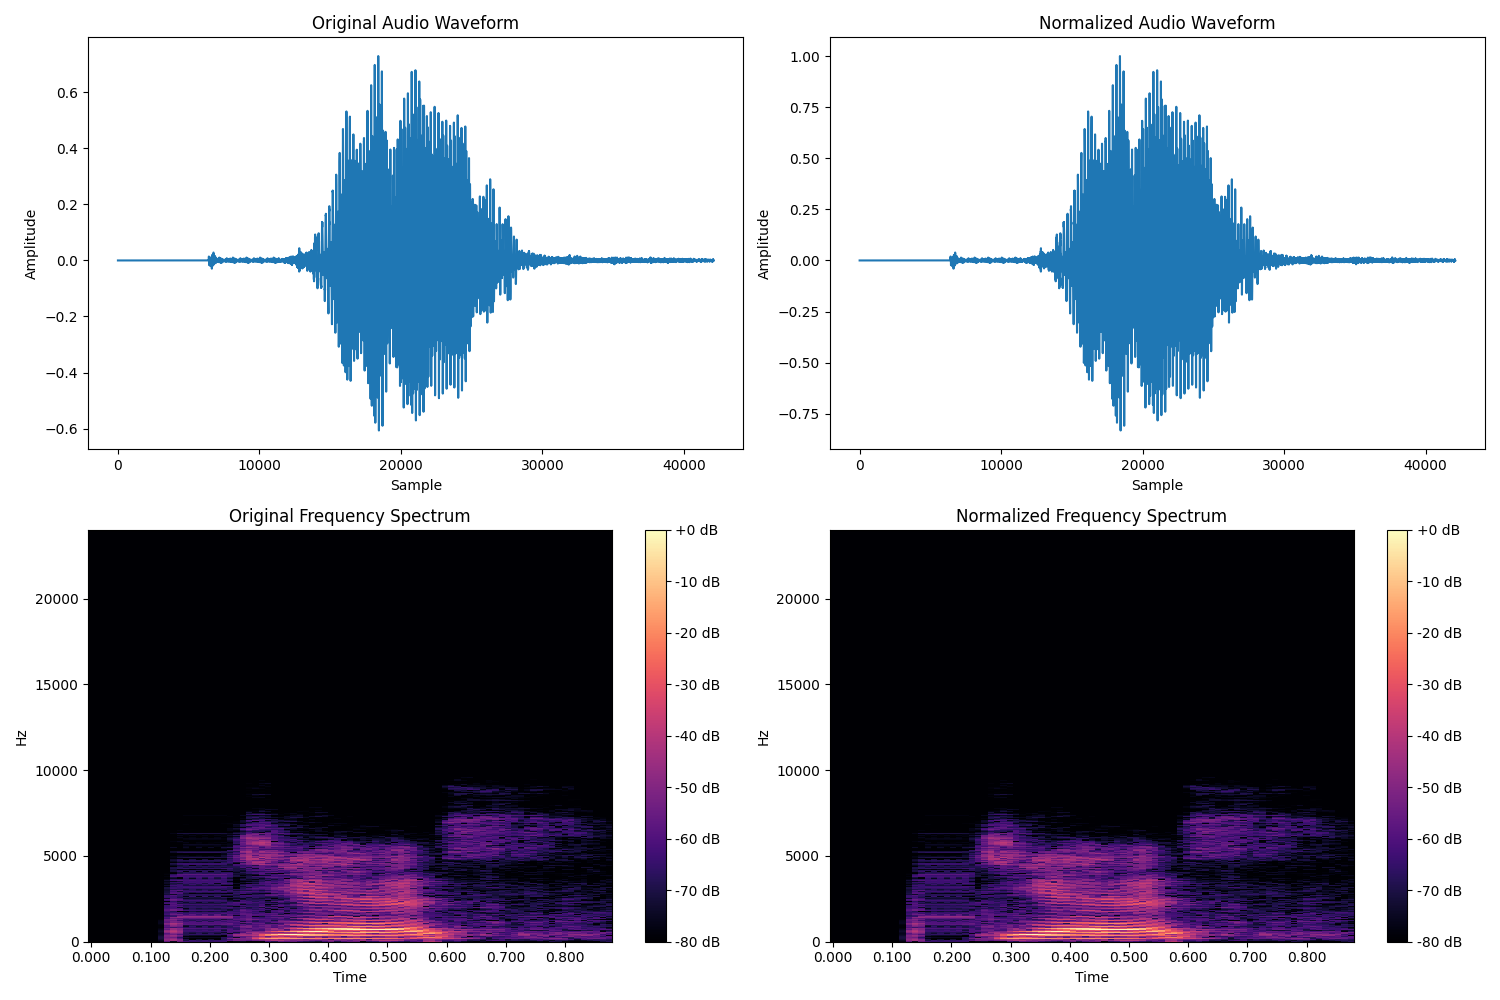 Original Audio Waveform
Amplitude
0.6
0.4
0.2
0.0
−0.2
−0.4
−0.6
0 10000 20000 30000 40000
Sample
Normalized Audio Waveform
Amplitude
1.00
0.75
0.50
0.25
0.00
−0.25
−0.50
−0.75
0 10000 20000 30000 40000
Sample
Original Frequency Spectrum
Hz
20000
15000
10000
5000
0
0.000 0.100 0.200 0.300 0.400 0.500 0.600 0.700 0.800
Time
+0 dB
-10 dB
-20 dB
-30 dB
-40 dB
-50 dB
-60 dB
-70 dB
-80 dB
Normalized Frequency Spectrum
Hz
20000
15000
10000
5000
0
0.000 0.100 0.200 0.300 0.400 0.500 0.600 0.700 0.800
Time
+0 dB
-10 dB
-20 dB
-30 dB
-40 dB
-50 dB
-60 dB
-70 dB
-80 dB